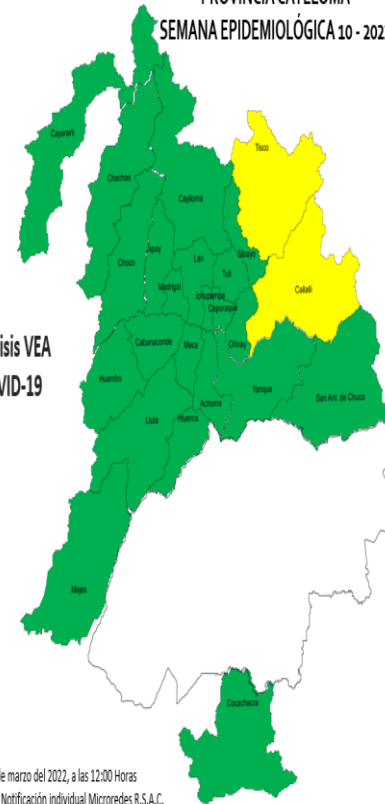 PROVINCIA CAYLLOMA
SEMANA EPIDEMIOLÓGICA 10 - 202
Cayarani
Tisco
Chachas
Caylloma
Sibayo
Choco
Tapay
Lari
Tuti
Madrigal
Ichupampa
Callalli
Coporaque
isis VEA
VID-19
Cabanaconde
Maca
Chivay
Huambo
Yanque
San Ant. de Chuca
Achoma
Lluta
Huanca
Majes
Cocachacra
de marzo del 2022, a las 12:00 Horas
Notificación individual Microredes R.S.A.C.